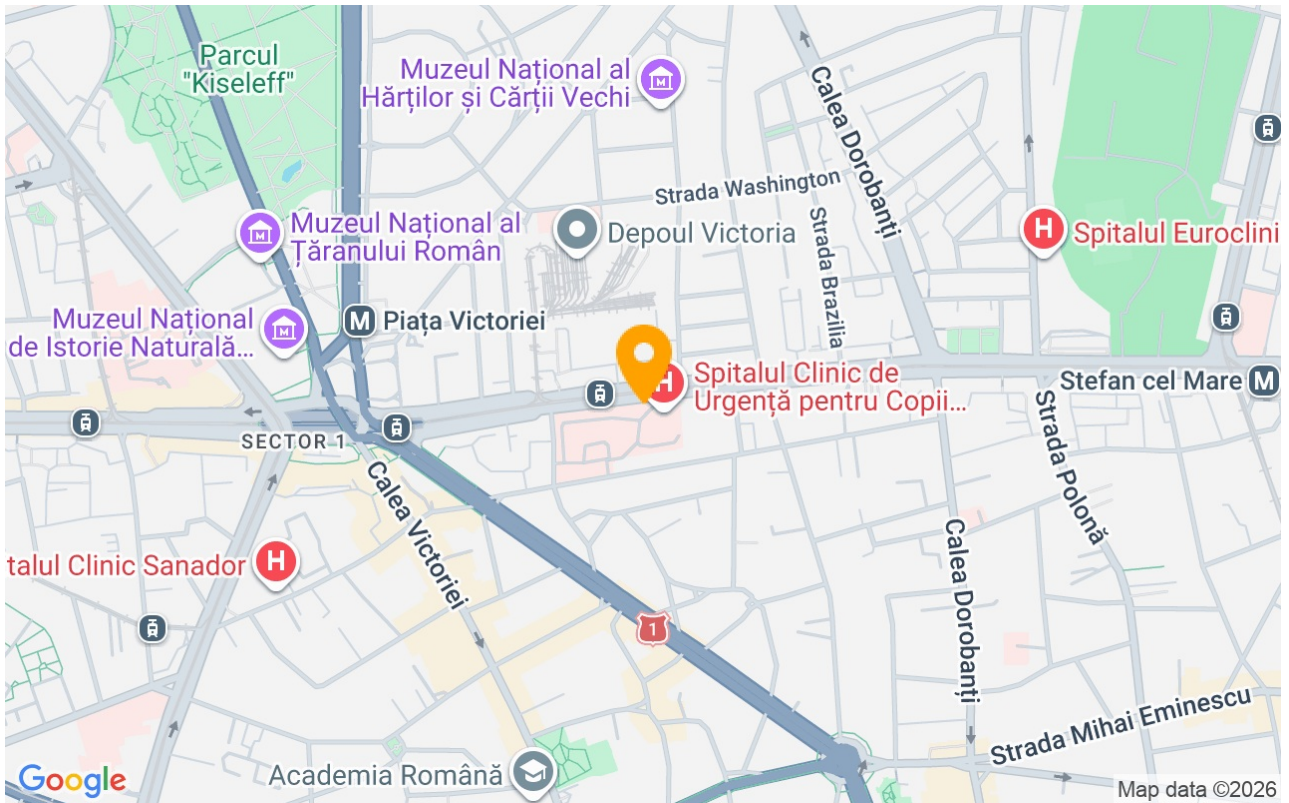 Parcul
"Kiseleff"
Muzeul Național al
Hărților și Cărții Vechi
Calea Dorobanți
Strada Washington
Muzeul Național al
Țăranului Român
Depoul Victoria
Strada Brazilia
H
Spitalul Euroclini
Muzeul Național
de Istorie Naturală...
M
Piața Victoriei
H
Spitalul Clinic de
Urgență pentru Copii...
Stefan cel Mare
M
SECTOR 1
Calea Victoriei
Strada Polonă
Calea Dorobanți
talul Clinic Sanador
H
1
Strada Mihai Eminescu
Academia Română
Google
Map data ©2026